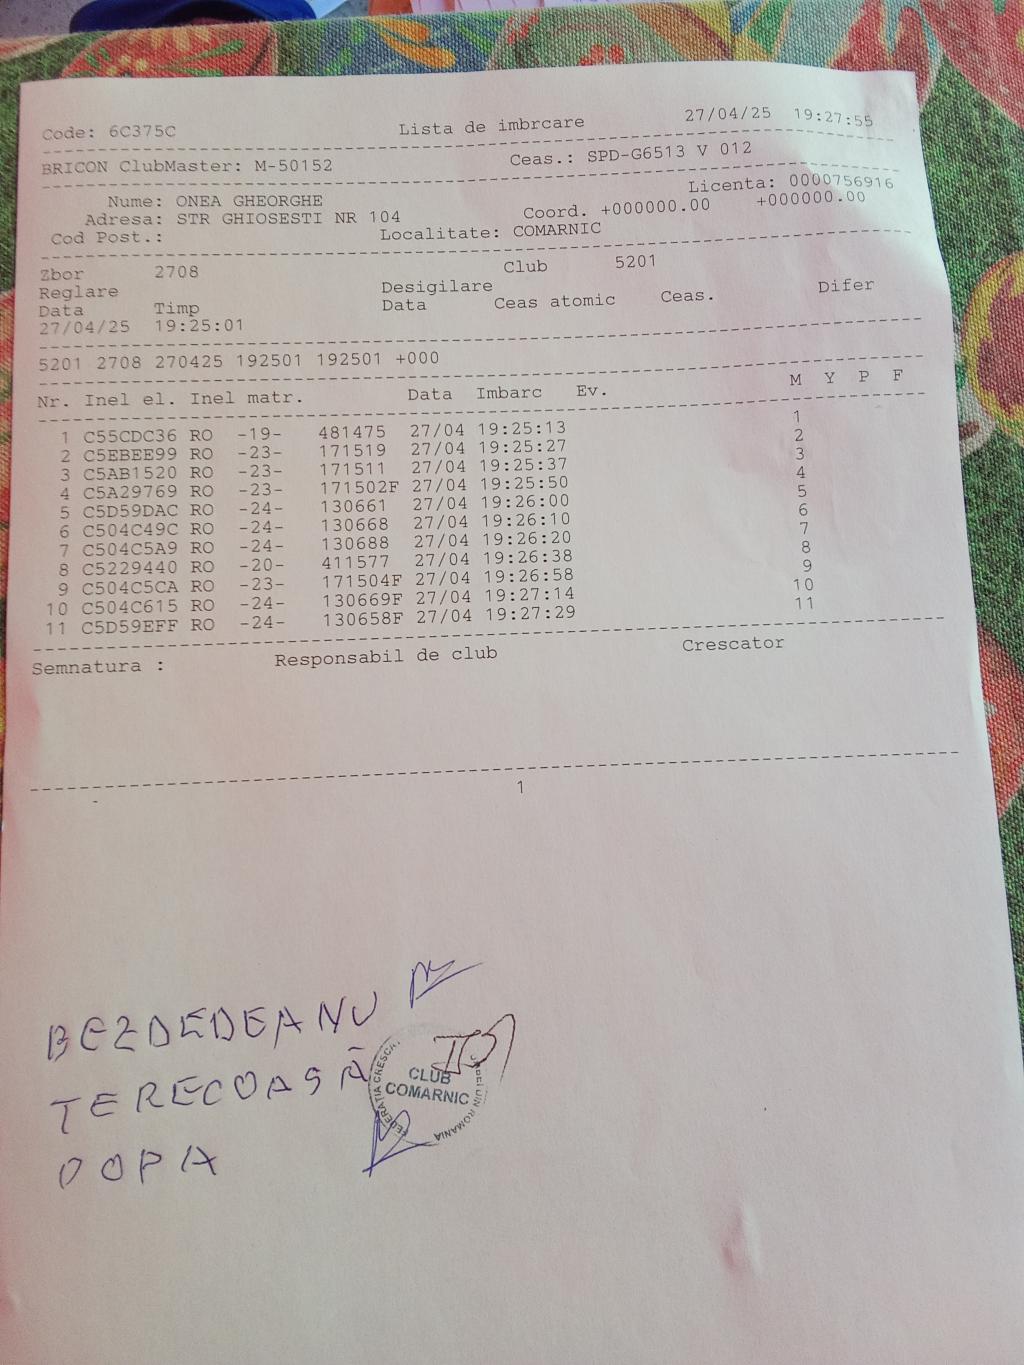 Code: 6C375C Lista de imbrcare 27/04/25 19:27:55
BRICON ClubMaster: M-50152 Ceas.: SPD-G6513 V 012
Licenta: 0000756916
Nume: ONEA GHEORGHE
Adresa: STR GHIOSESTI NR 104 Coord. +000000.00 +000000.00
Cod Post.: Localitate: COMARNIC
Zbor 2708 Club 5201
Reglare Desigilare
Data Timp Data Ceas atomic Ceas. Difer
27/04/25 19:25:01
5201 2708 270425 192501 192501 +000
Nr. Inel el. Inel matr. Data Imbarc Ev. M Y P F
1 C55CDC36 RO -19- 481475 27/04 19:25:13 1
2 C5EBEE99 RO -23- 171519 27/04 19:25:27 2
3 C5AB1520 RO -23- 171511 27/04 19:25:37 3
4 C5A29769 RO -23- 171502F 27/04 19:25:50 4
5 C5D59DAC RO -24- 130661 27/04 19:26:00 5
6 C504C49C RO -24- 130668 27/04 19:26:10 6
7 C504C5A9 RO -24- 130688 27/04 19:26:20 7
8 C5229440 RO -20- 411577 27/04 19:26:38 8
9 C504C5CA RO -23- 171504F 27/04 19:26:58 9
10 C504C615 RO -24- 130669F 27/04 19:27:14 10
11 C5D59EFF RO -24- 130658F 27/04 19:27:29 11
Semnatura : Responsabil de club Crescator
1
BEZDEDEANU
TERECOASĂ
POPA
CLUB
COMARNIC
DIN ROMANIA